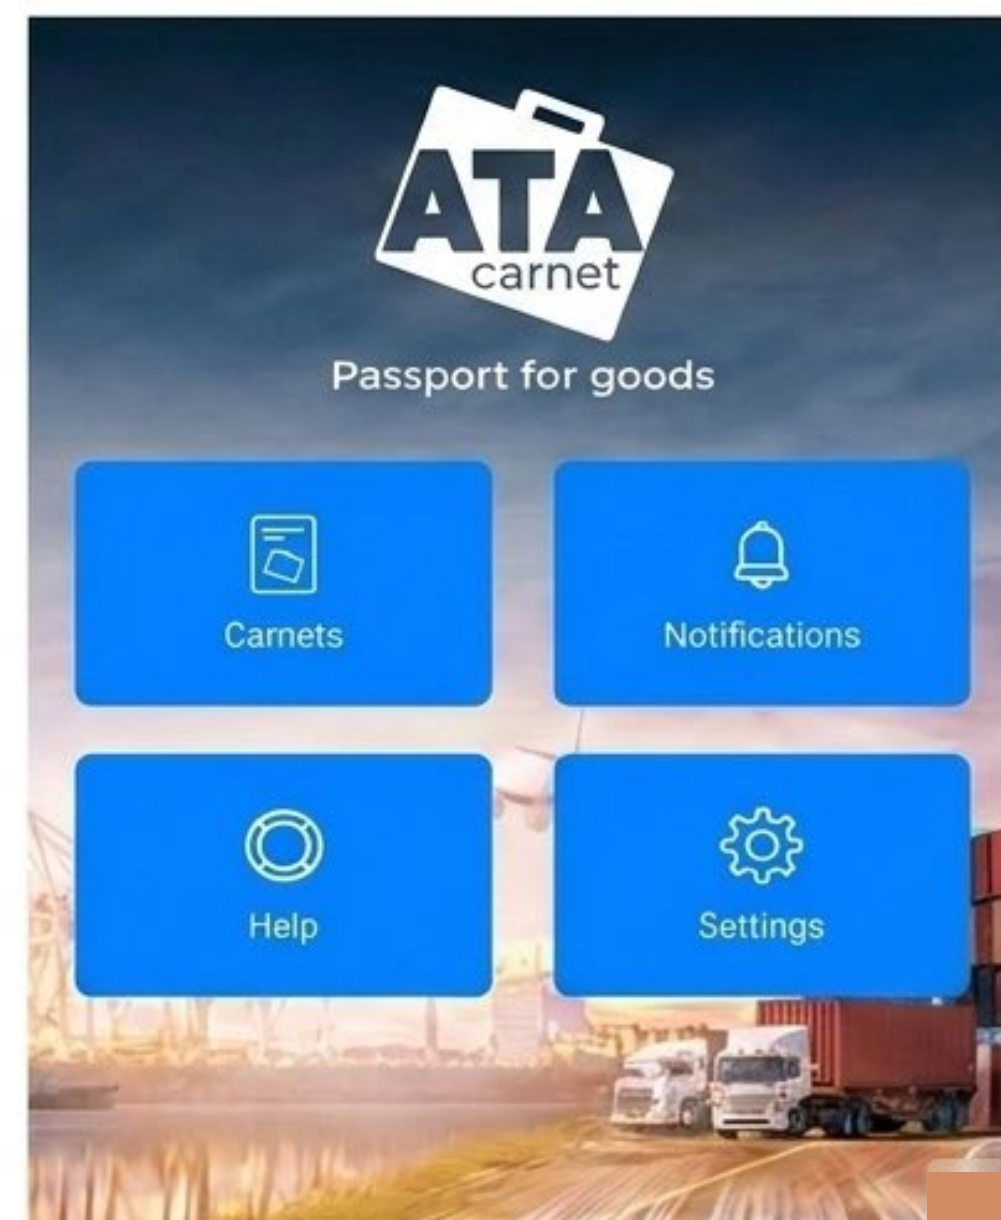 ATA
carnet
Passport for goods
Carnets
Notifications
Help
Settings